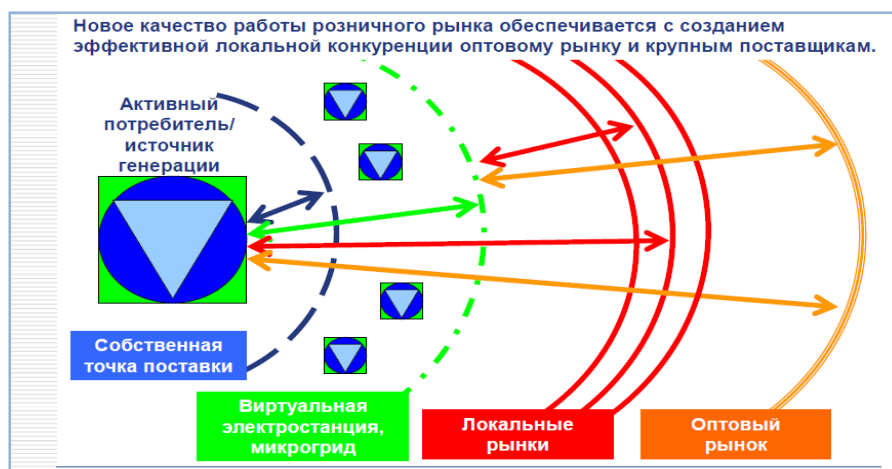 Новое качество работы розничного рынка обеспечивается с созданием
эффективной локальной конкуренции оптовому рынку и крупным поставщикам.
Активный
потребитель/
источник
генерации
Собственная
точка поставки
Виртуальная
электростанция,
микрогрид
Локальные
рынки
Оптовый
рынок